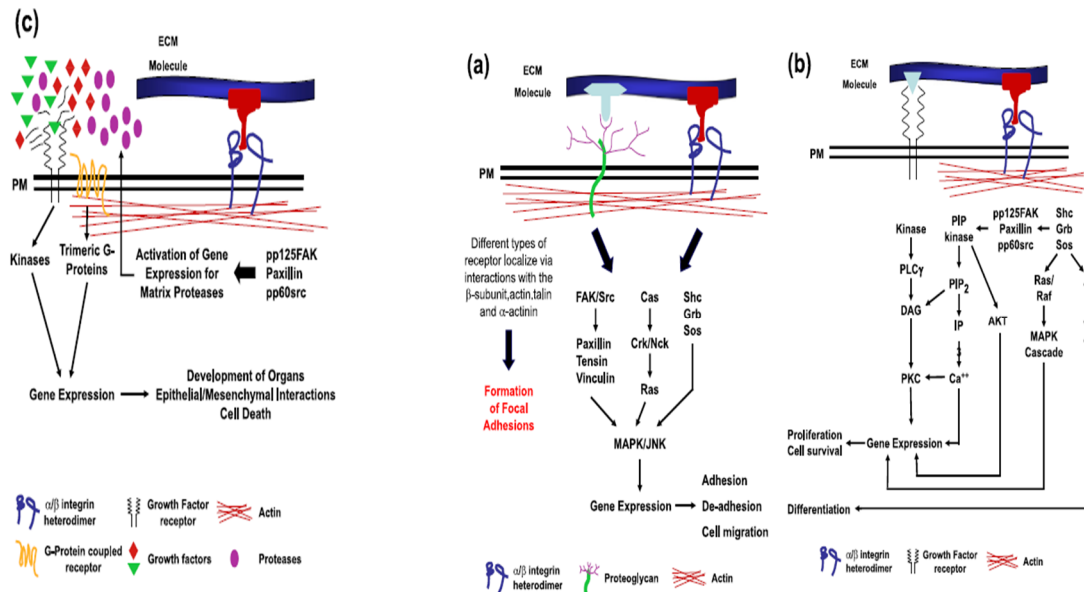 (c)
ECM
Molecule
PM
Kinases
Trimeric G-
Proteins
Activation of Gene
Expression for
Matrix Proteases
pp125FAK
Paxillin
pp60src
Gene Expression
Development of Organs
Epithelial/Mesenchymal Interactions
Cell Death
α/β integrin
heterodimer
Growth Factor
receptor
Actin
G-Protein coupled
receptor
Growth factors
Proteases
(a)
ECM
Molecule
PM
Different types of
receptor localize via
interactions with the
β-subunit,actin,talin
and α-actinin
Formation
of Focal
Adhesions
FAK/Src
Paxillin
Tensin
Vinculin
Cas
Crk/Nck
Ras
Shc
Grb
Sos
MAPK/JNK
Gene Expression
Adhesion
De-adhesion
Cell migration
α/β integrin
heterodimer
Proteoglycan
Actin
(b)
ECM
Molecule
PM
Kinase
PLCγ
DAG
PKC
PIP
kinase
PIP2
IP
3
Ca++
pp125FAK
Paxillin
pp60src
Shc
Grb
Sos
AKT
Ras/
Raf
MAPK
Cascade
Proliferation
Cell survival
Gene Expression
Differentiation
α/β integrin
heterodimer
Growth Factor
receptor
Actin